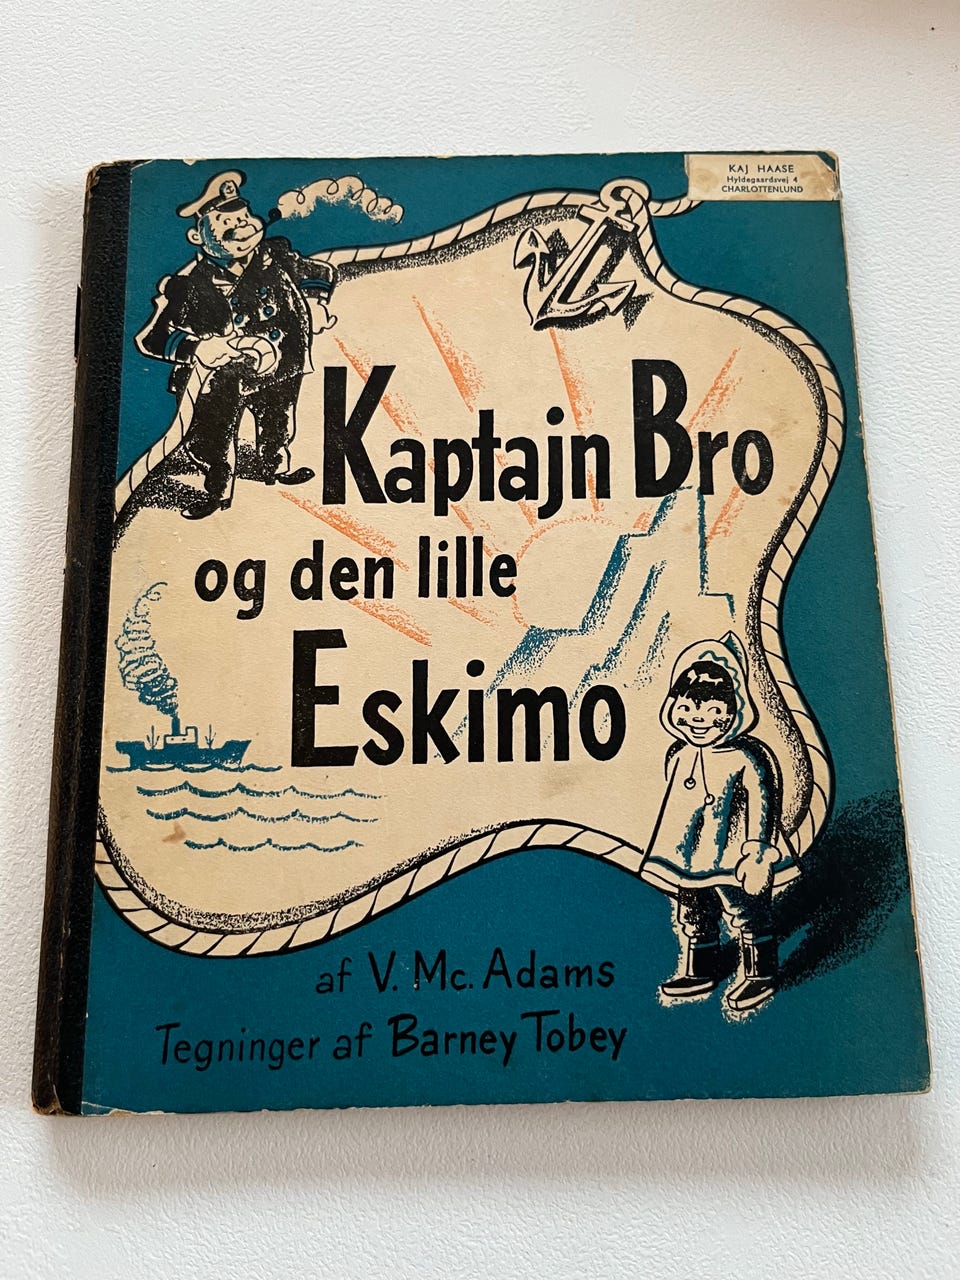 KAJ HAASE
Hyldegaardsvej 4
CHARLOTTENLUND
Kaptajn Bro
og den lille
Eskimo
af V. Mc. Adams
Tegninger af Barney Tobey